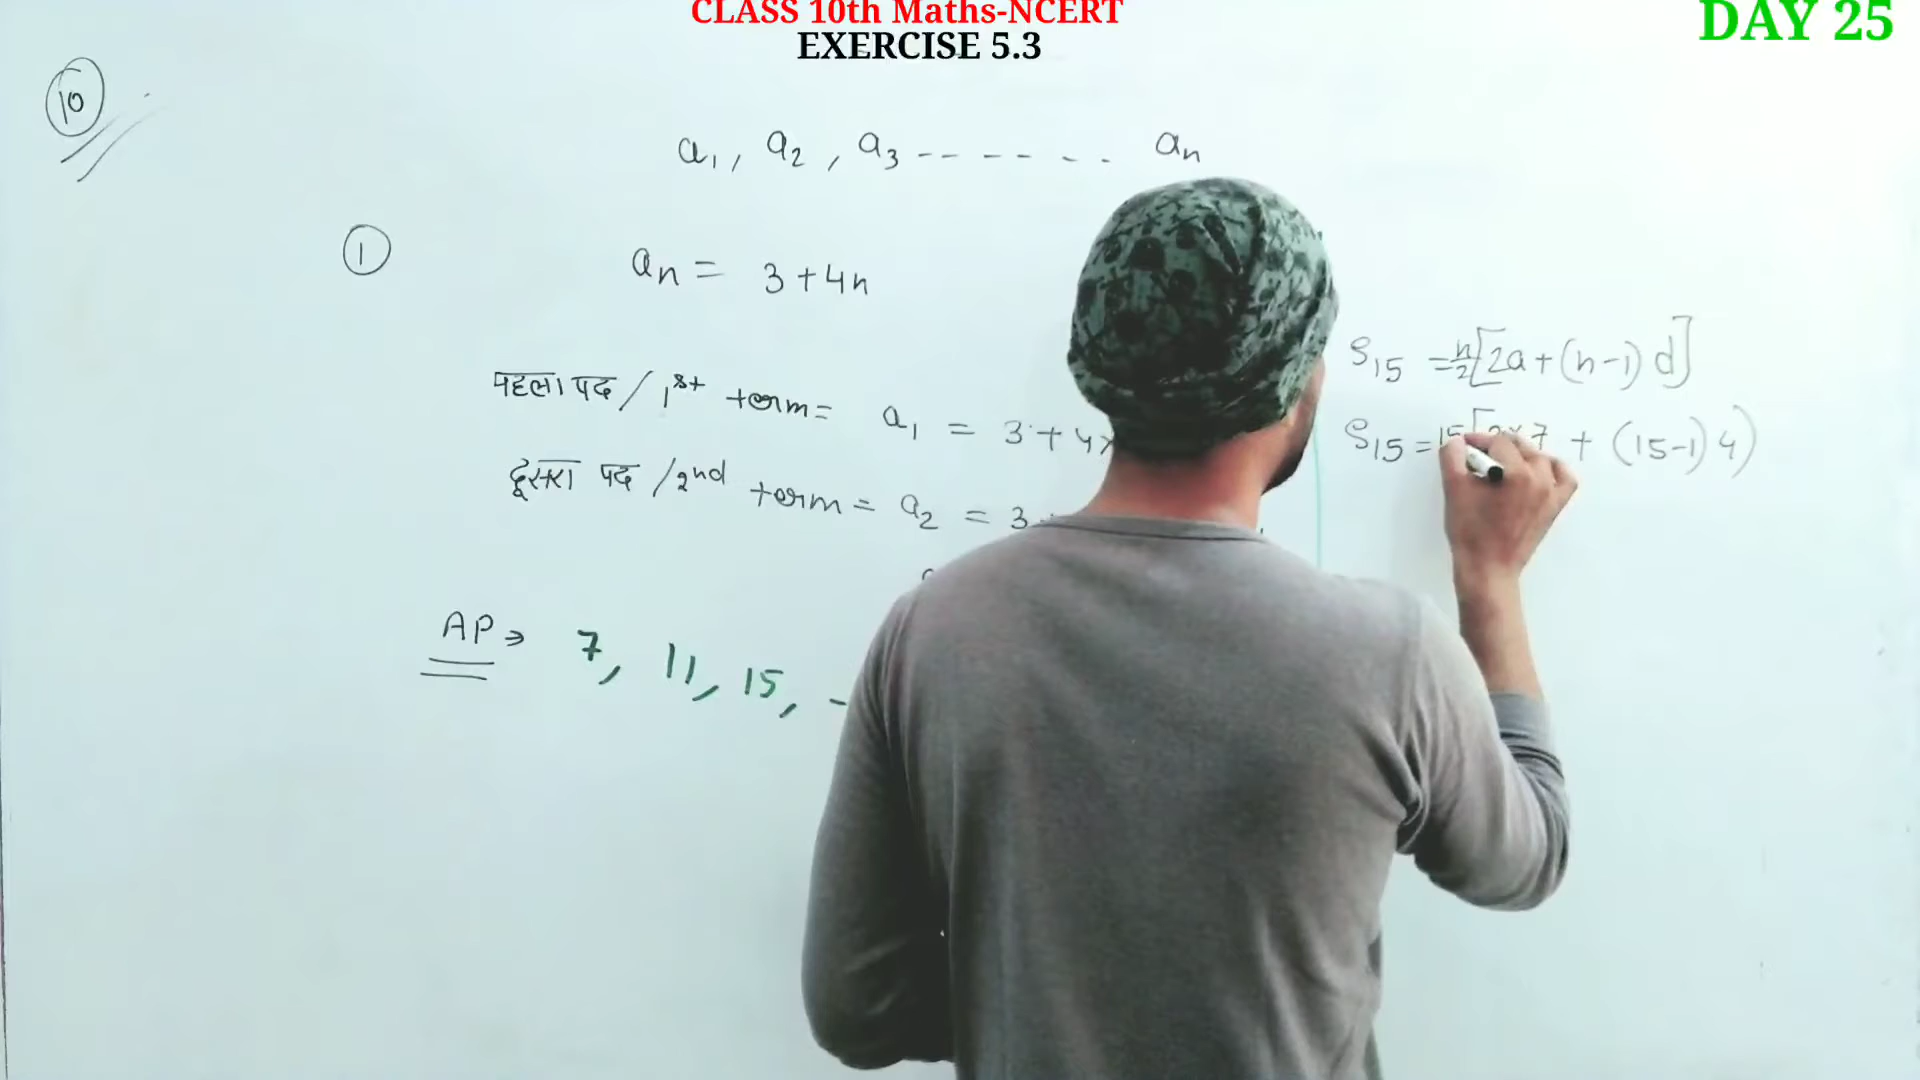 CLASS 10th Maths-NCERT
EXERCISE 5.3
DAY 25
10
a₁, a₂, a₃ - - - - - - - aₙ
1
aₙ = 3+4n
पहला पद / 1st term = a₁ = 3+4×
दूसरा पद / 2nd term = a₂ = 3
AP ⇒ 7, 11, 15, -
S₁₅ = n/2[2a+(n-1)d]
S₁₅ = 15[2×7 + (15-1)4)